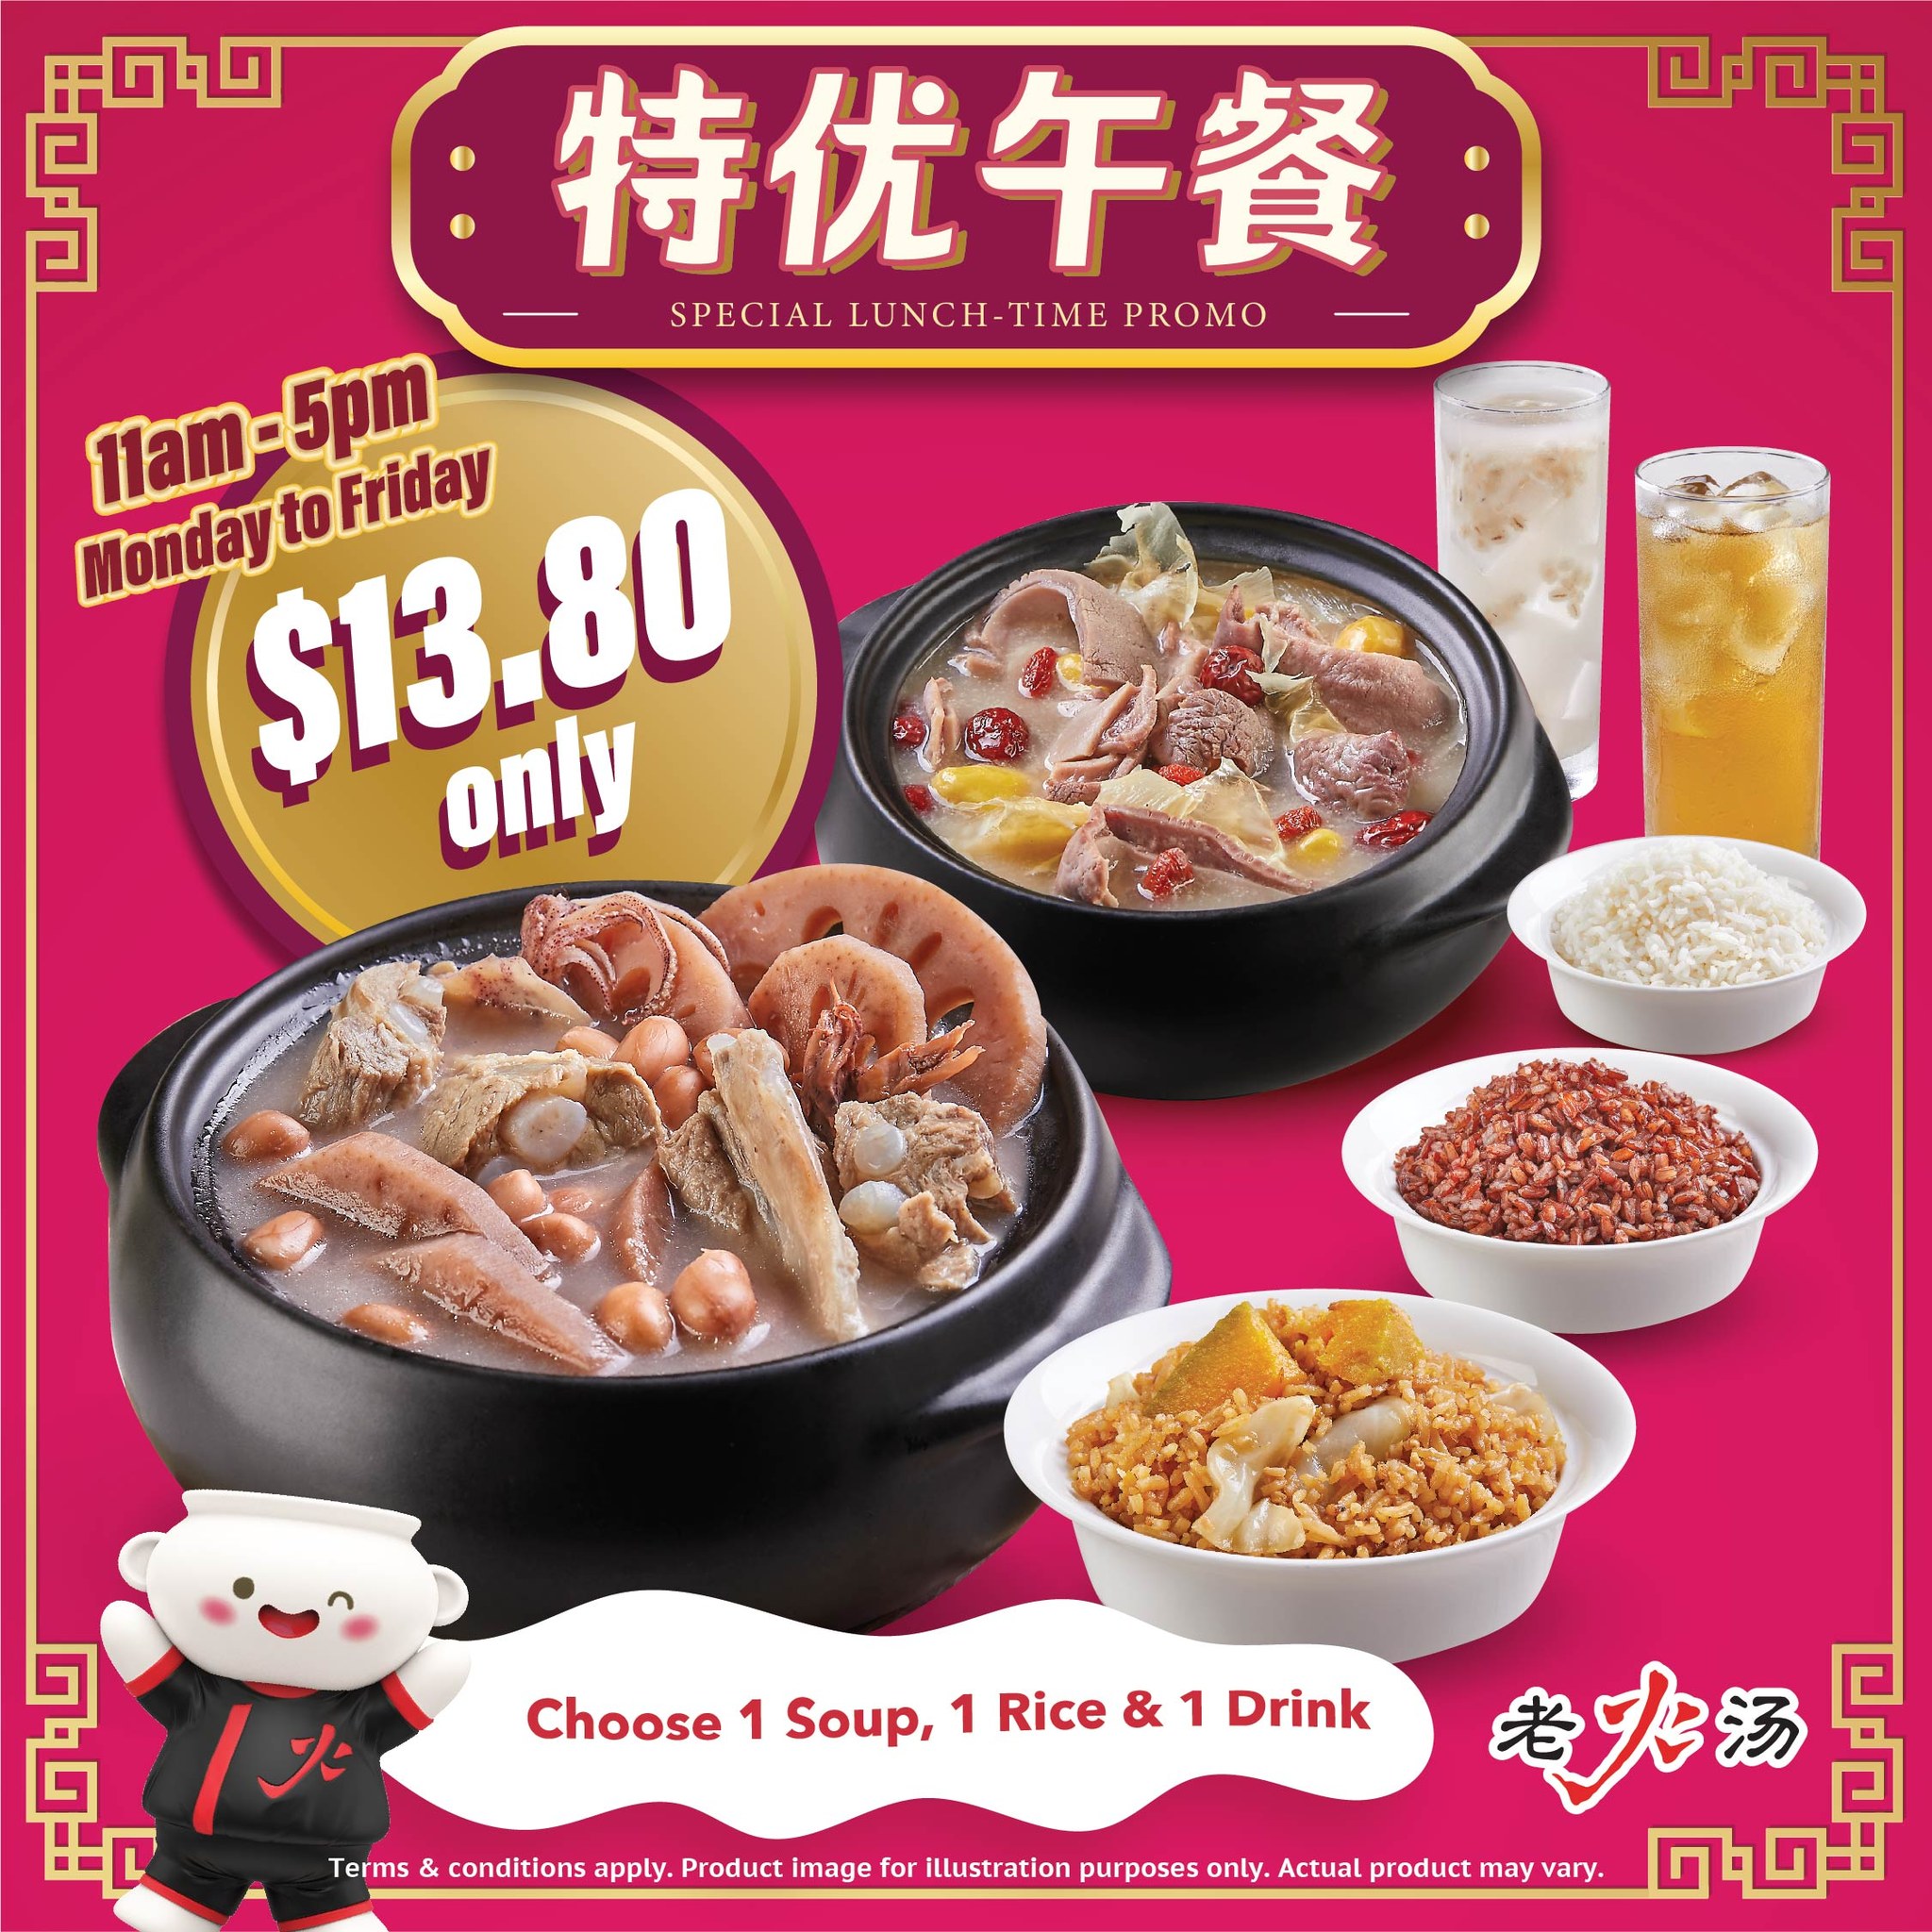 特优午餐
SPECIAL LUNCH-TIME PROMO
11am - 5pm
Monday to Friday
$13.80
only
火
Choose 1 Soup, 1 Rice & 1 Drink
老火汤
Terms & conditions apply. Product image for illustration purposes only. Actual product may vary.